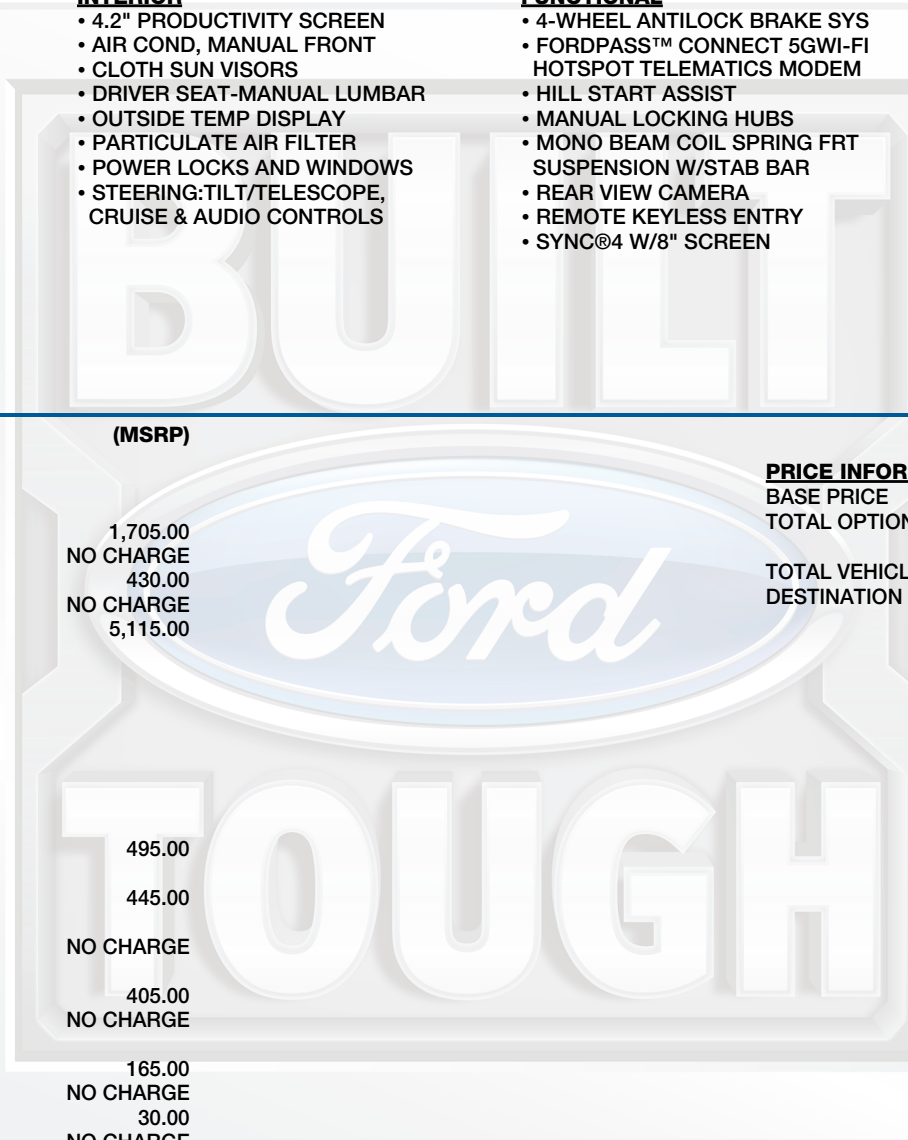 INTERIOR
• 4.2" PRODUCTIVITY SCREEN
• AIR COND, MANUAL FRONT
• CLOTH SUN VISORS
• DRIVER SEAT-MANUAL LUMBAR
• OUTSIDE TEMP DISPLAY
• PARTICULATE AIR FILTER
• POWER LOCKS AND WINDOWS
• STEERING:TILT/TELESCOPE,
CRUISE & AUDIO CONTROLS
FUNCTIONAL
• 4-WHEEL ANTILOCK BRAKE SYS
• FORDPASS™ CONNECT 5GWI-FI
HOTSPOT TELEMATICS MODEM
• HILL START ASSIST
• MANUAL LOCKING HUBS
• MONO BEAM COIL SPRING FRT
SUSPENSION W/STAB BAR
• REAR VIEW CAMERA
• REMOTE KEYLESS ENTRY
• SYNC®4 W/8" SCREEN
BUILT
Ford
TOUGH
(MSRP)
1,705.00
NO CHARGE
430.00
NO CHARGE
5,115.00
495.00
445.00
NO CHARGE
405.00
NO CHARGE
165.00
NO CHARGE
30.00
NO CHARGE
PRICE INFOR
BASE PRICE
TOTAL OPTION
TOTAL VEHICL
DESTINATION